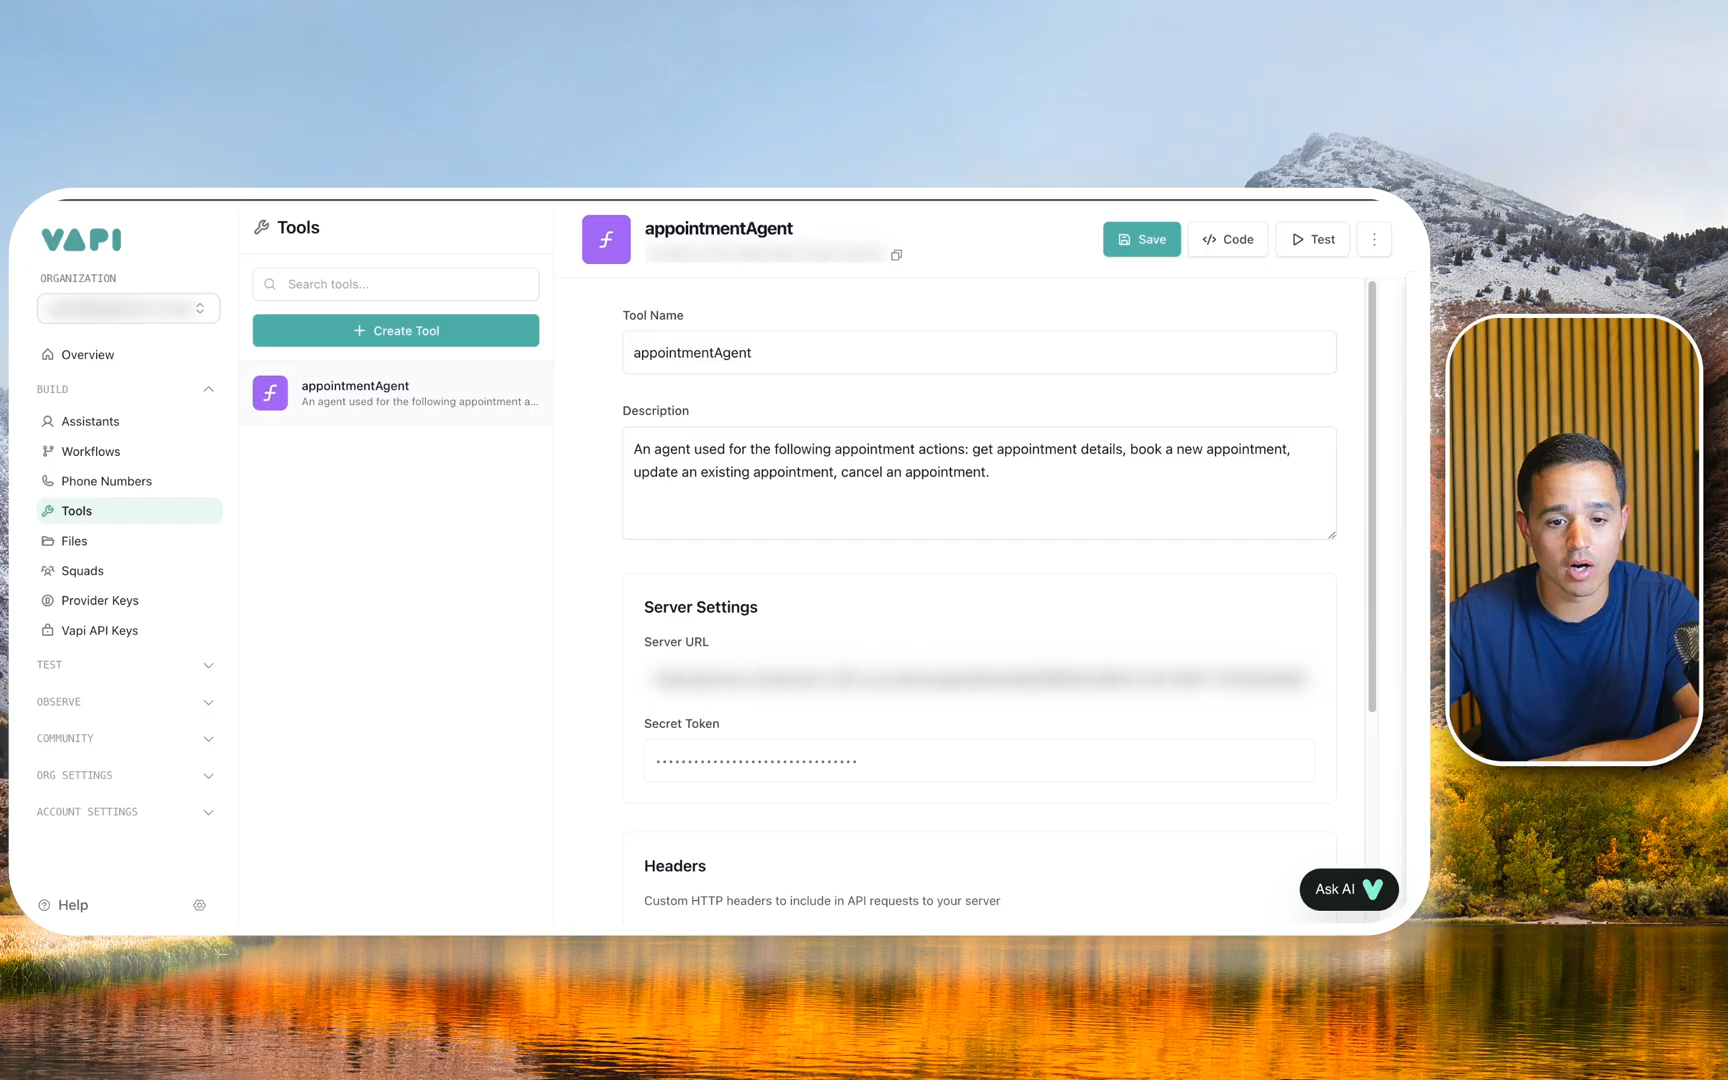 VAPI
ORGANIZATION
Overview
BUILD
Assistants
Workflows
Phone Numbers
Tools
Files
Squads
Provider Keys
Vapi API Keys
TEST
OBSERVE
COMMUNITY
ORG SETTINGS
ACCOUNT SETTINGS
Help
Tools
Search tools...
Create Tool
appointmentAgent
An agent used for the following appointment a...
appointmentAgent
Save
Code
Test
Tool Name
appointmentAgent
Description
An agent used for the following appointment actions: get appointment details, book a new appointment,
update an existing appointment, cancel an appointment.
Server Settings
Server URL
Secret Token
Headers
Custom HTTP headers to include in API requests to your server
Ask AI